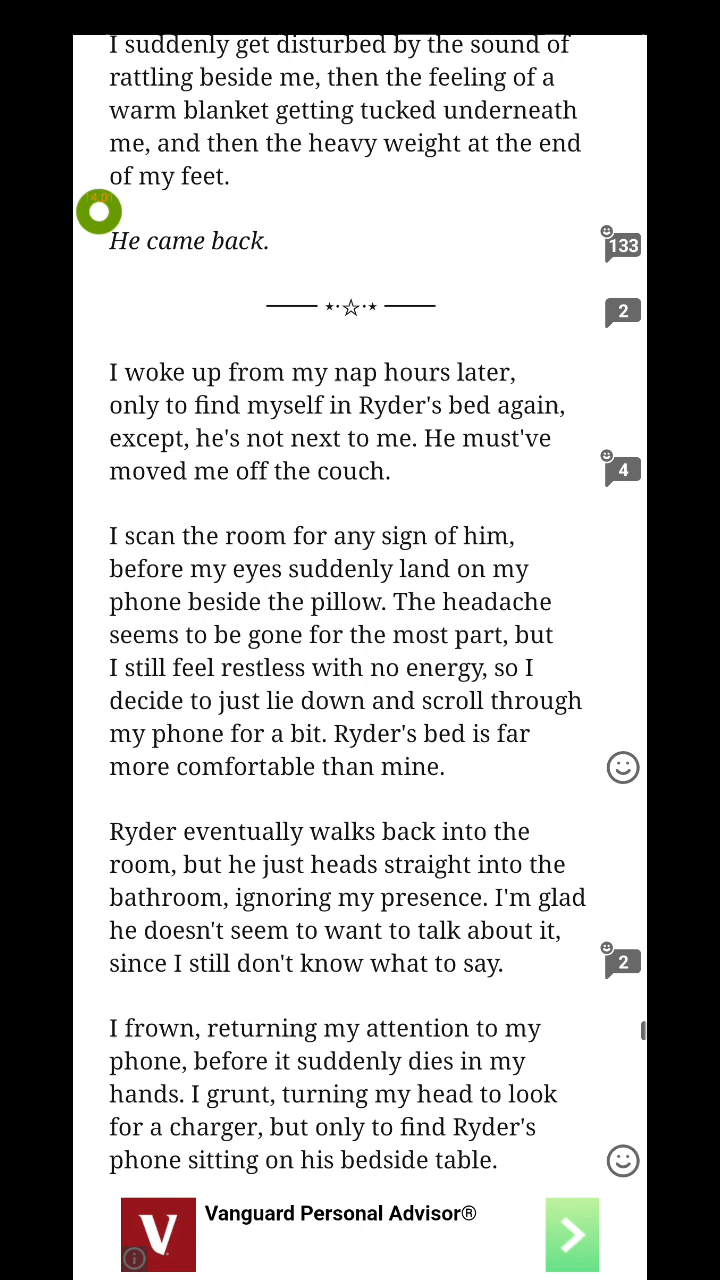 I suddenly get disturbed by the sound of
rattling beside me, then the feeling of a
warm blanket getting tucked underneath
me, and then the heavy weight at the end
of my feet.
He came back.
133
2
I woke up from my nap hours later,
only to find myself in Ryder's bed again,
except, he's not next to me. He must've
moved me off the couch.
4
I scan the room for any sign of him,
before my eyes suddenly land on my
phone beside the pillow. The headache
seems to be gone for the most part, but
I still feel restless with no energy, so I
decide to just lie down and scroll through
my phone for a bit. Ryder's bed is far
more comfortable than mine.
Ryder eventually walks back into the
room, but he just heads straight into the
bathroom, ignoring my presence. I'm glad
he doesn't seem to want to talk about it,
since I still don't know what to say.
2
I frown, returning my attention to my
phone, before it suddenly dies in my
hands. I grunt, turning my head to look
for a charger, but only to find Ryder's
phone sitting on his bedside table.
V
Vanguard Personal Advisor®